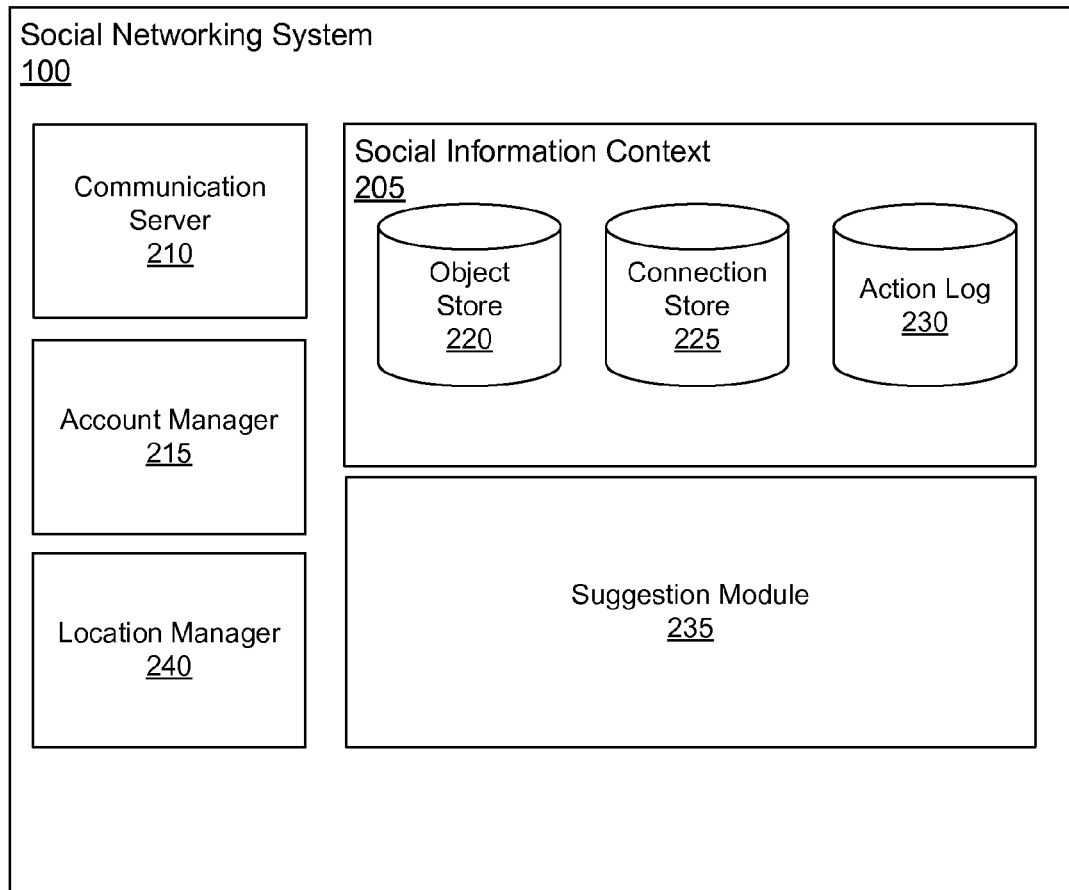 Social Networking System
100
Communication
Server
210
Account Manager
215
Location Manager
240
Social Information Context
205
Object
Store
220
Connection
Store
225
Action Log
230
Suggestion Module
235